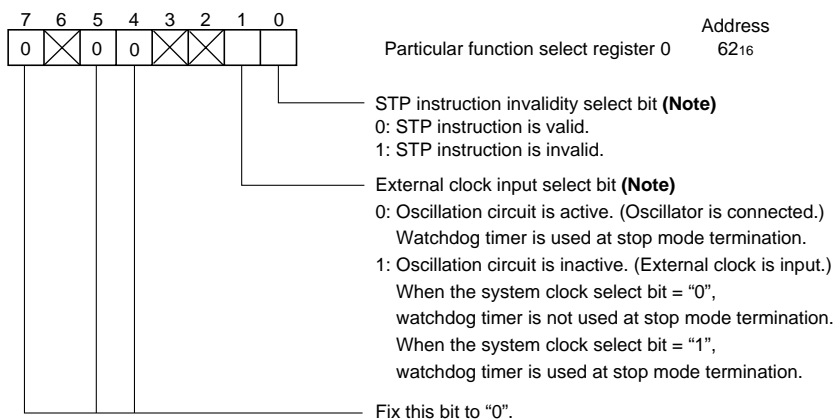 7 6 5 4 3 2 1 0
Address
0 0 0
Particular function select register 0 6216
STP instruction invalidity select bit (Note)
0: STP instruction is valid.
1: STP instruction is invalid.
External clock input select bit (Note)
0: Oscillation circuit is active. (Oscillator is connected.)
Watchdog timer is used at stop mode termination.
1: Oscillation circuit is inactive. (External clock is input.)
When the system clock select bit = “0”,
watchdog timer is not used at stop mode termination.
When the system clock select bit = “1”,
watchdog timer is used at stop mode termination.
Fix this bit to “0”.